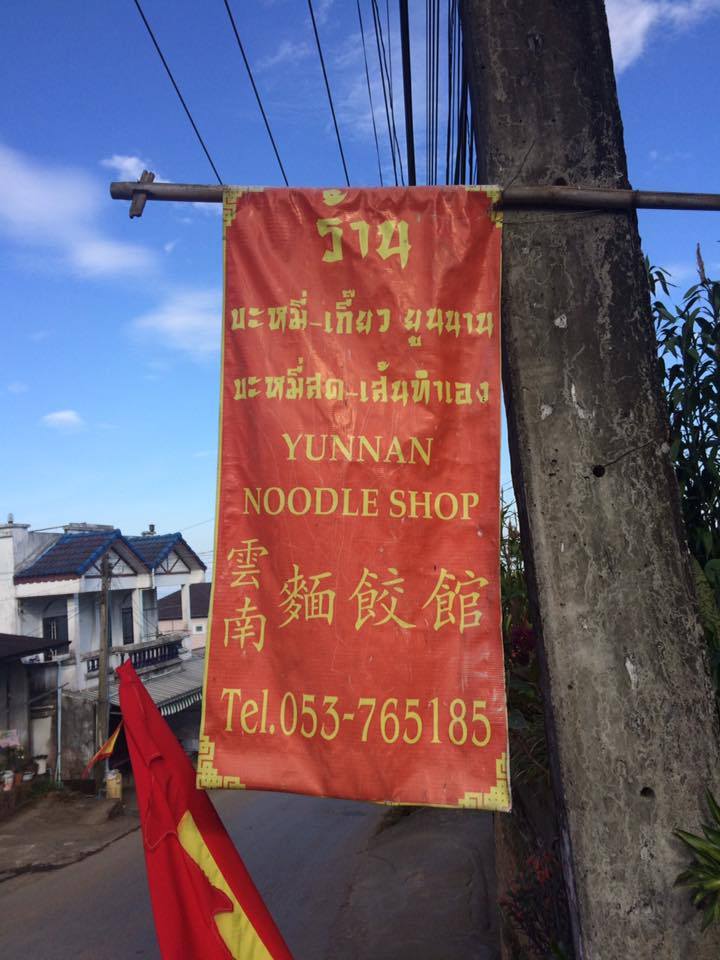 ร้าน
บะหมี่-เกี๊ยว ยูนนาน
บะหมี่สด-เส้นทำเอง
YUNNAN
NOODLE SHOP
雲南 麵餃館
Tel.053-765185